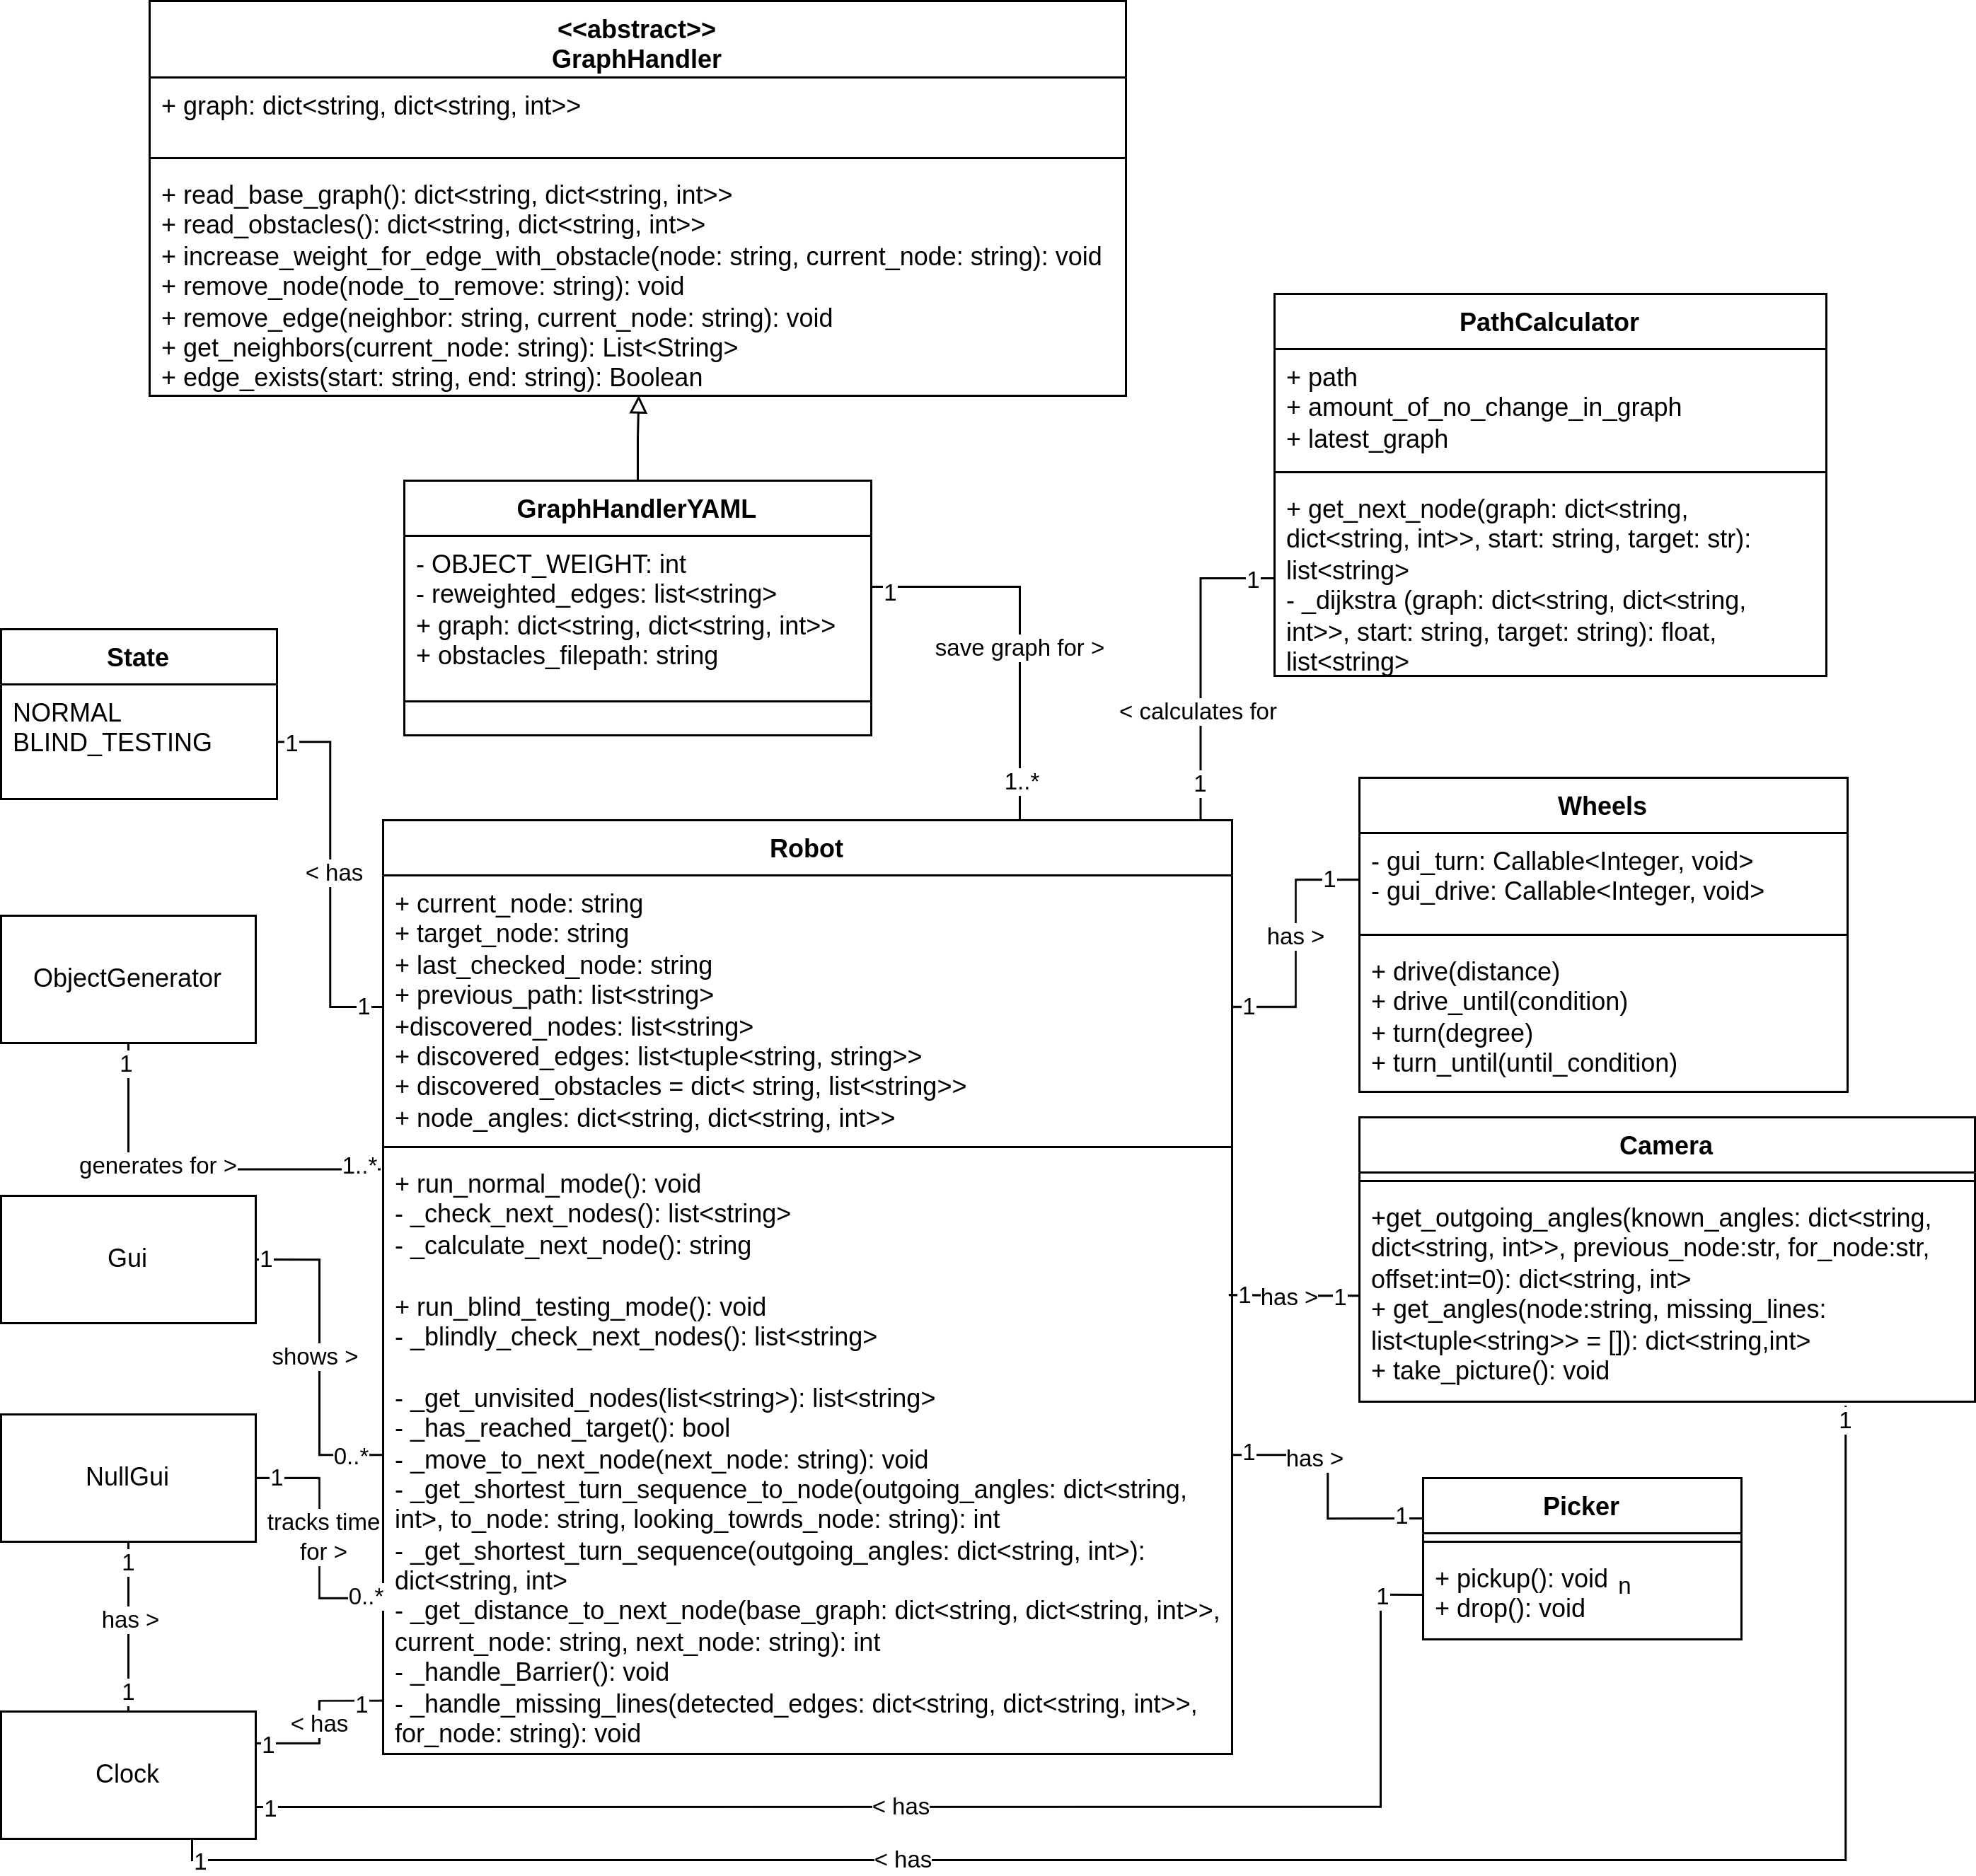 <<abstract>>
GraphHandler
+ graph: dict<string, dict<string, int>>
+ read_base_graph(): dict<string, dict<string, int>>
+ read_obstacles(): dict<string, dict<string, int>>
+ increase_weight_for_edge_with_obstacle(node: string, current_node: string): void
+ remove_node(node_to_remove: string): void
+ remove_edge(neighbor: string, current_node: string): void
+ get_neighbors(current_node: string): List<String>
+ edge_exists(start: string, end: string): Boolean
PathCalculator
+ path
+ amount_of_no_change_in_graph
+ latest_graph
+ get_next_node(graph: dict<string,
dict<string, int>>, start: string, target: str):
list<string>
- _dijkstra (graph: dict<string, dict<string,
int>>, start: string, target: string): float,
list<string>
GraphHandlerYAML
- OBJECT_WEIGHT: int
- reweighted_edges: list<string>
+ graph: dict<string, dict<string, int>>
+ obstacles_filepath: string
1
save graph for >
1..*
1
< calculates for
1
State
NORMAL
BLIND_TESTING
1
< has
1
ObjectGenerator
1
generates for >
1..*
Gui
1
shows >
0..*
NullGui
1
tracks time
for >
0..*
1
has >
1
Clock
1
< has
1
1
< has
1
1
< has
1
Robot
+ current_node: string
+ target_node: string
+ last_checked_node: string
+ previous_path: list<string>
+discovered_nodes: list<string>
+ discovered_edges: list<tuple<string, string>>
+ discovered_obstacles = dict< string, list<string>>
+ node_angles: dict<string, dict<string, int>>
+ run_normal_mode(): void
- _check_next_nodes(): list<string>
- _calculate_next_node(): string
+ run_blind_testing_mode(): void
- _blindly_check_next_nodes(): list<string>
- _get_unvisited_nodes(list<string>): list<string>
- _has_reached_target(): bool
- _move_to_next_node(next_node: string): void
- _get_shortest_turn_sequence_to_node(outgoing_angles: dict<string,
int>, to_node: string, looking_towrds_node: string): int
- _get_shortest_turn_sequence(outgoing_angles: dict<string, int>):
dict<string, int>
- _get_distance_to_next_node(base_graph: dict<string, dict<string, int>>,
current_node: string, next_node: string): int
- _handle_Barrier(): void
- _handle_missing_lines(detected_edges: dict<string, dict<string, int>>,
for_node: string): void
1
has >
1
Wheels
- gui_turn: Callable<Integer, void>
- gui_drive: Callable<Integer, void>
+ drive(distance)
+ drive_until(condition)
+ turn(degree)
+ turn_until(until_condition)
1
has >
1
Camera
+get_outgoing_angles(known_angles: dict<string,
dict<string, int>>, previous_node:str, for_node:str,
offset:int=0): dict<string, int>
+ get_angles(node:string, missing_lines:
list<tuple<string>> = []): dict<string,int>
+ take_picture(): void
1
has >
1
Picker
+ pickup(): void n
+ drop(): void